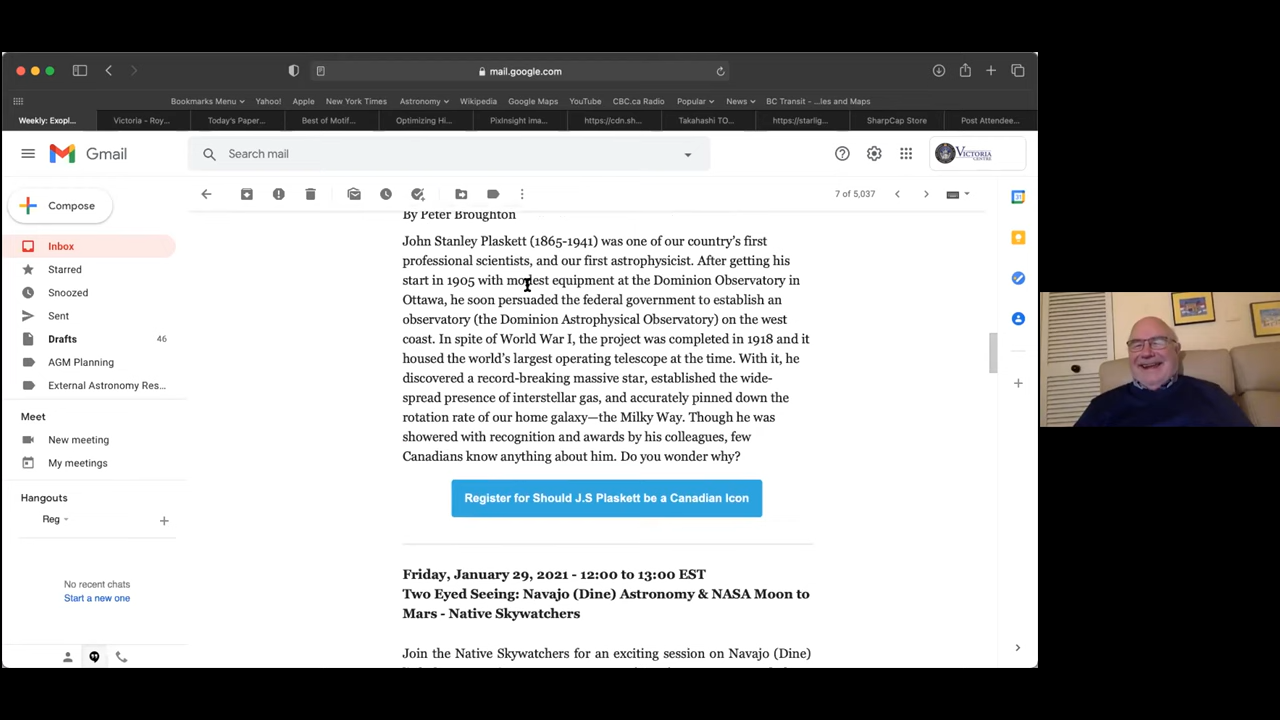 mail.google.com
Bookmarks Menu Yahoo! Apple New York Times Astronomy Wikipedia Google Maps YouTube CBC.ca Radio Popular News BC Transit - ...les and Maps
Weekly: Exopl... Victoria - Roy... Today's Paper... Best of Motif... Optimizing Hi... PixInsight ima... https://cdn.sh... Takahashi TO... https://starlig... SharpCap Store Post Attendee...
Gmail
Search mail
VICTORIA
CENTRE
Compose
7 of 5,037
Inbox
Starred
Snoozed
Sent
Drafts 46
AGM Planning
External Astronomy Res...
Meet
New meeting
My meetings
Hangouts
Reg
No recent chats
Start a new one
By Peter Broughton
John Stanley Plaskett (1865-1941) was one of our country's first
professional scientists, and our first astrophysicist. After getting his
start in 1905 with modest equipment at the Dominion Observatory in
Ottawa, he soon persuaded the federal government to establish an
observatory (the Dominion Astrophysical Observatory) on the west
coast. In spite of World War I, the project was completed in 1918 and it
housed the world's largest operating telescope at the time. With it, he
discovered a record-breaking massive star, established the wide-
spread presence of interstellar gas, and accurately pinned down the
rotation rate of our home galaxy—the Milky Way. Though he was
showered with recognition and awards by his colleagues, few
Canadians know anything about him. Do you wonder why?
Register for Should J.S Plaskett be a Canadian Icon
Friday, January 29, 2021 - 12:00 to 13:00 EST
Two Eyed Seeing: Navajo (Dine) Astronomy & NASA Moon to
Mars - Native Skywatchers
Join the Native Skywatchers for an exciting session on Navajo (Dine)